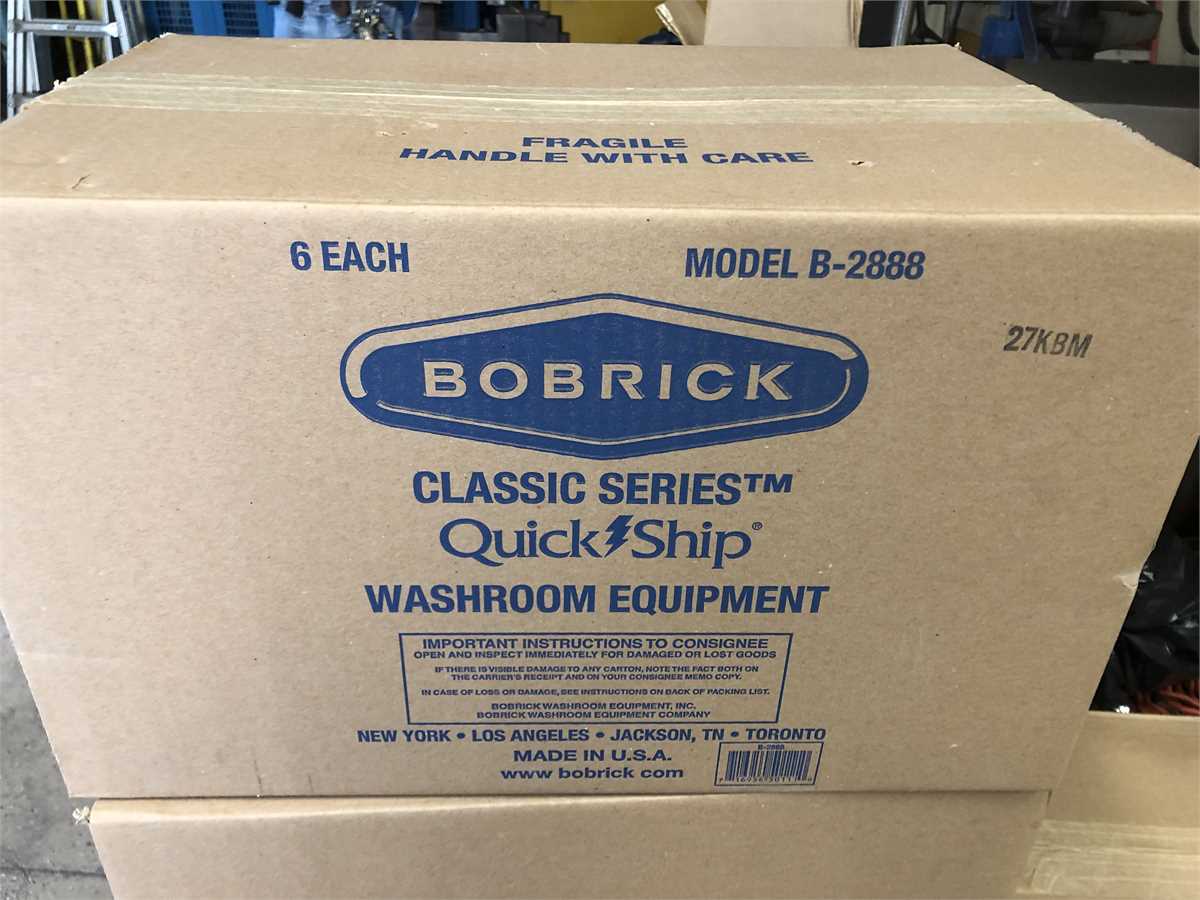 FRAGILE
HANDLE WITH CARE
6 EACH
MODEL B-2888
27KBM
BOBRICK
CLASSIC SERIES™
Quick Ship®
WASHROOM EQUIPMENT
IMPORTANT INSTRUCTIONS TO CONSIGNEE
OPEN AND INSPECT IMMEDIATELY FOR DAMAGED OR LOST GOODS
IF THERE IS VISIBLE DAMAGE TO ANY CARTON, NOTE THE FACT BOTH ON
THE CARRIER'S RECEIPT AND ON YOUR CONSIGNEE MEMO COPY.
IN CASE OF LOSS OR DAMAGE, SEE INSTRUCTIONS ON BACK OF PACKING LIST.
BOBRICK WASHROOM EQUIPMENT, INC.
BOBRICK WASHROOM EQUIPMENT COMPANY
NEW YORK • LOS ANGELES • JACKSON, TN • TORONTO
MADE IN U.S.A.
www.bobrick.com
B-2888